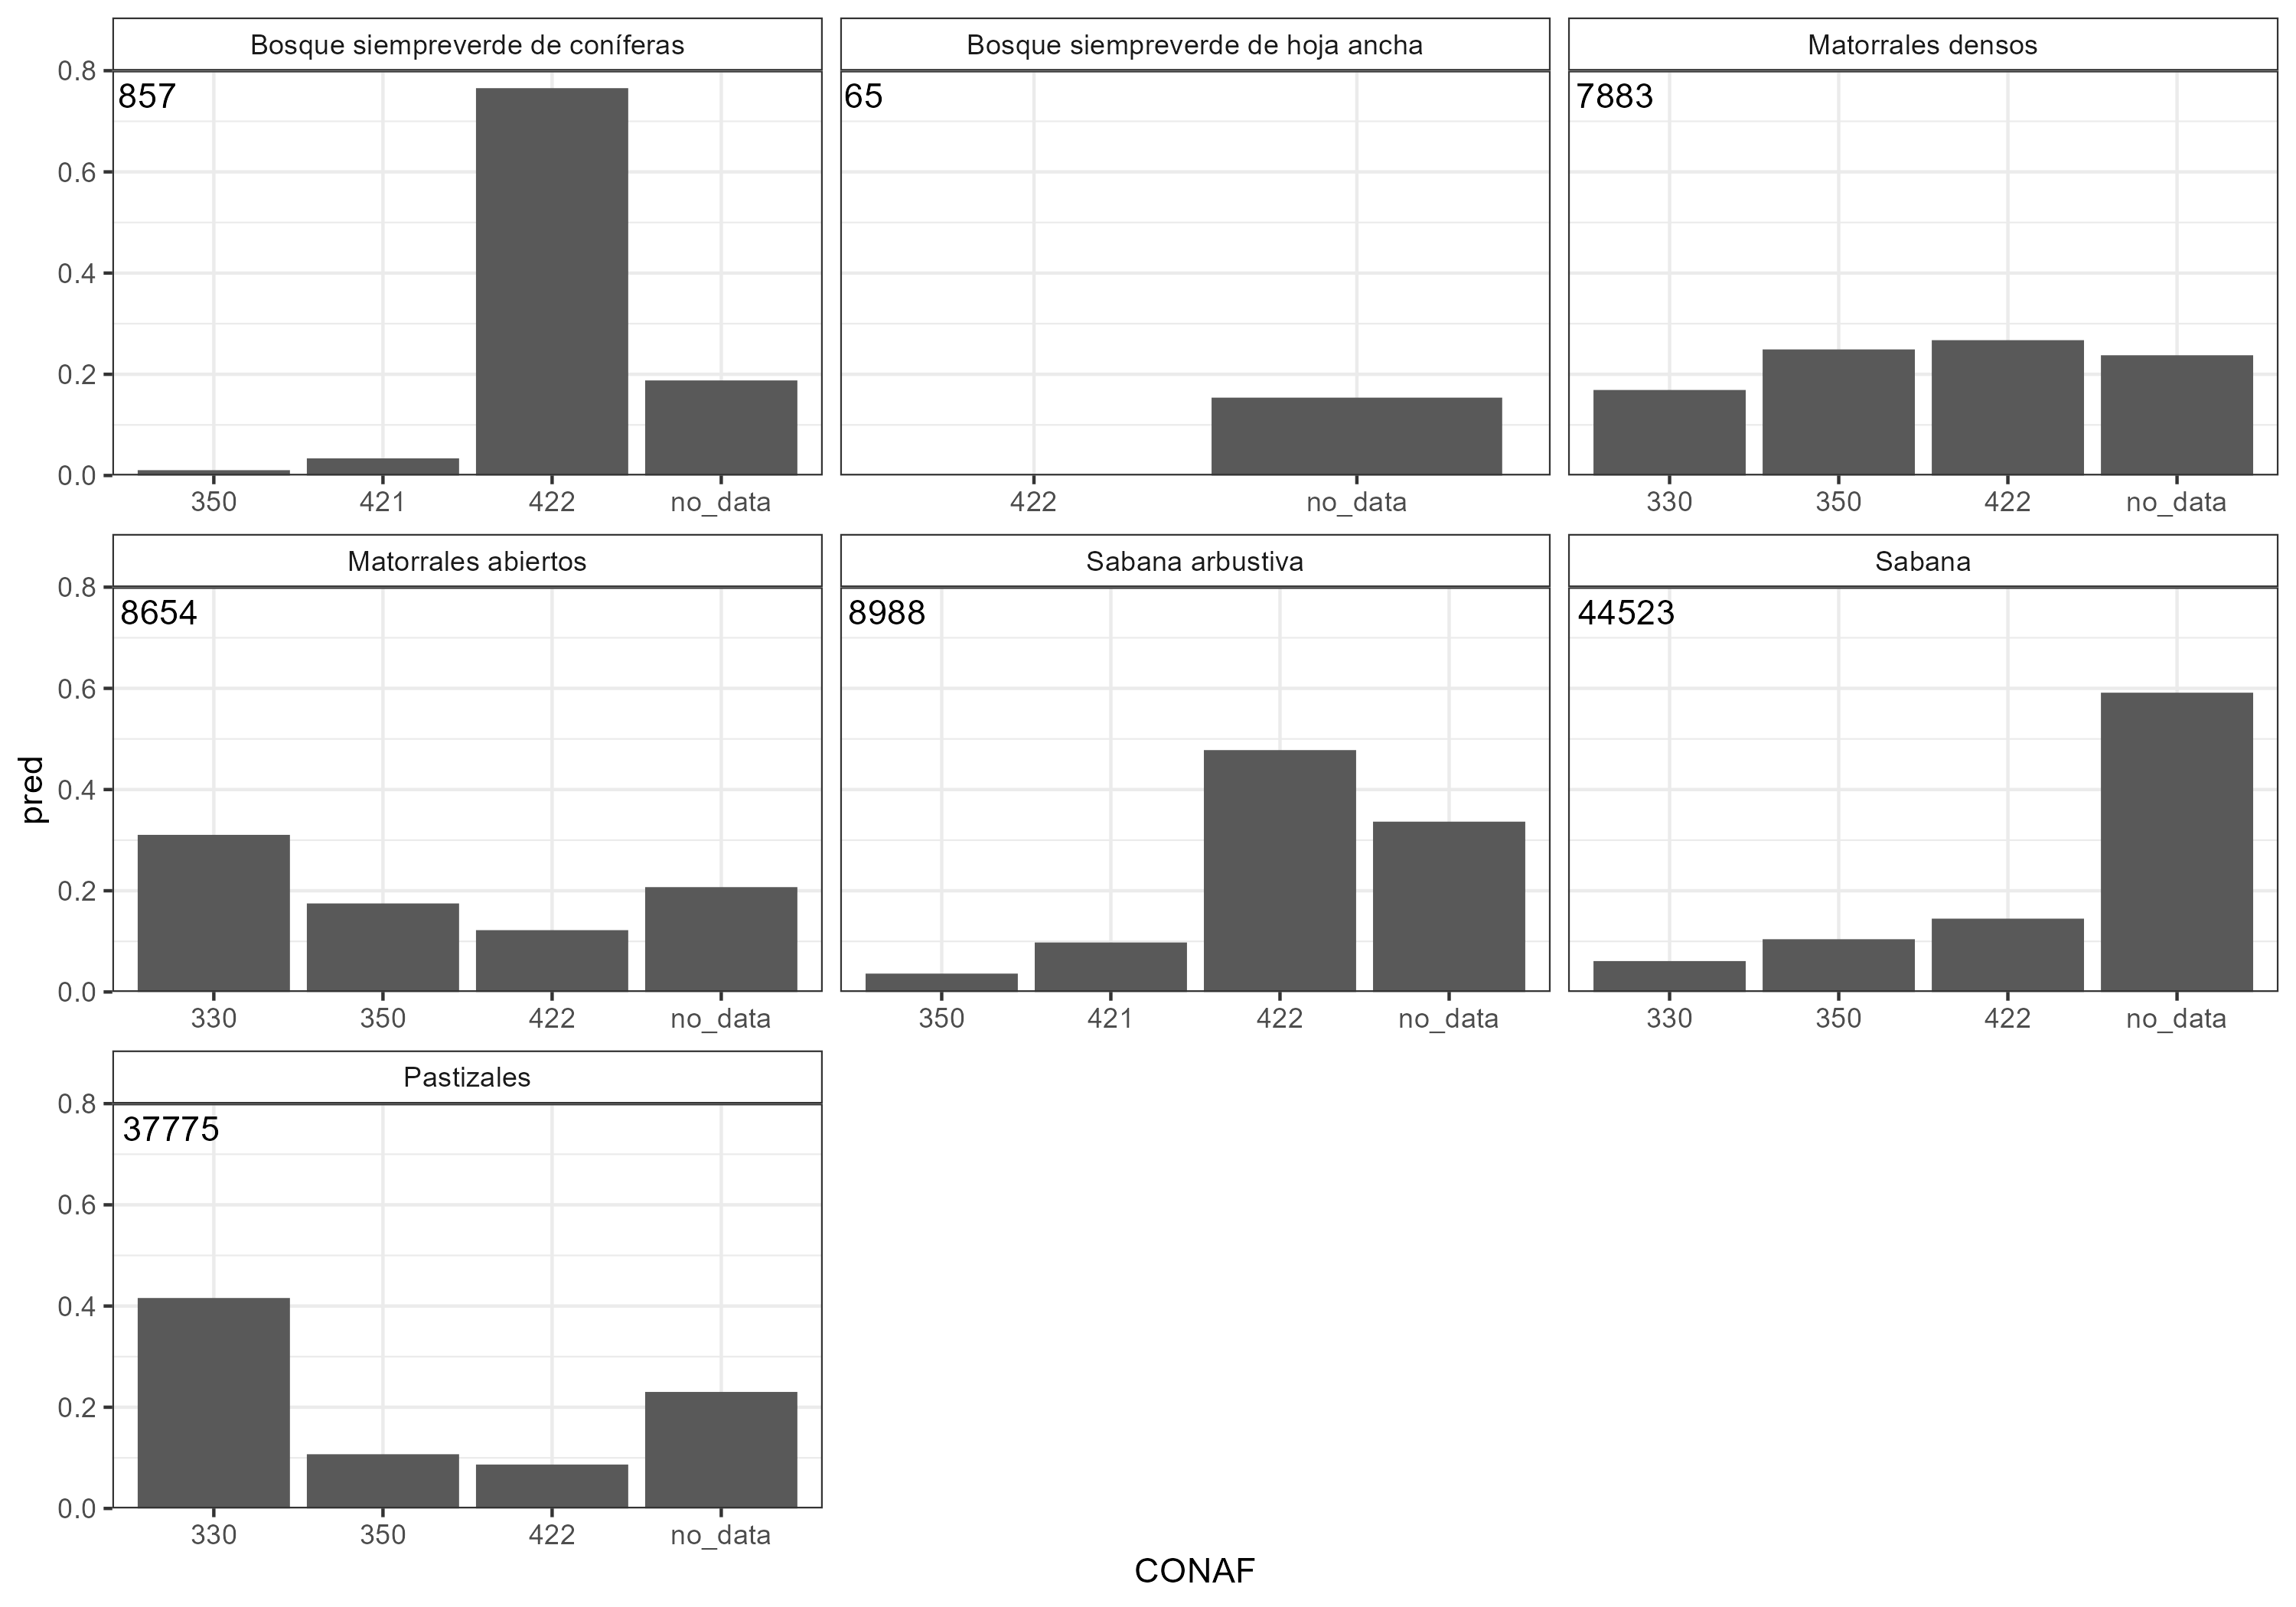 Bosque siempreverde de coníferas
Bosque siempreverde de hoja ancha
Matorrales densos
857
65
7883
0.8
0.6
0.4
0.2
0.0
350 421 422 no_data
422 no_data
330 350 422 no_data
Matorrales abiertos
Sabana arbustiva
Sabana
8654
8988
44523
0.8
0.6
0.4
0.2
0.0
pred
330 350 422 no_data
350 421 422 no_data
330 350 422 no_data
Pastizales
37775
0.8
0.6
0.4
0.2
0.0
330 350 422 no_data
CONAF